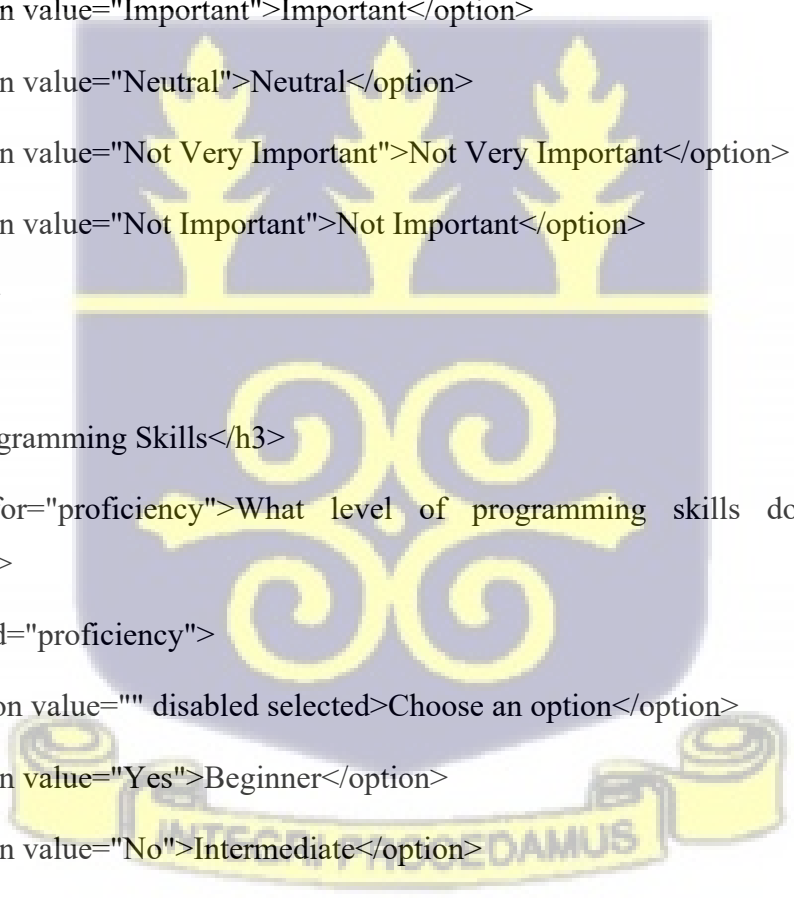 n value="Important">Important</option>
n value="Neutral">Neutral</option>
n value="Not Very Important">Not Very Important</option>
n value="Not Important">Not Important</option>
gramming Skills</h3>
for="proficiency">What level of programming skills do
>
d="proficiency">
on value="" disabled selected>Choose an option</option>
n value="Yes">Beginner</option>
n value="No">Intermediate</option>
INTEGRI PROCEDAMUS